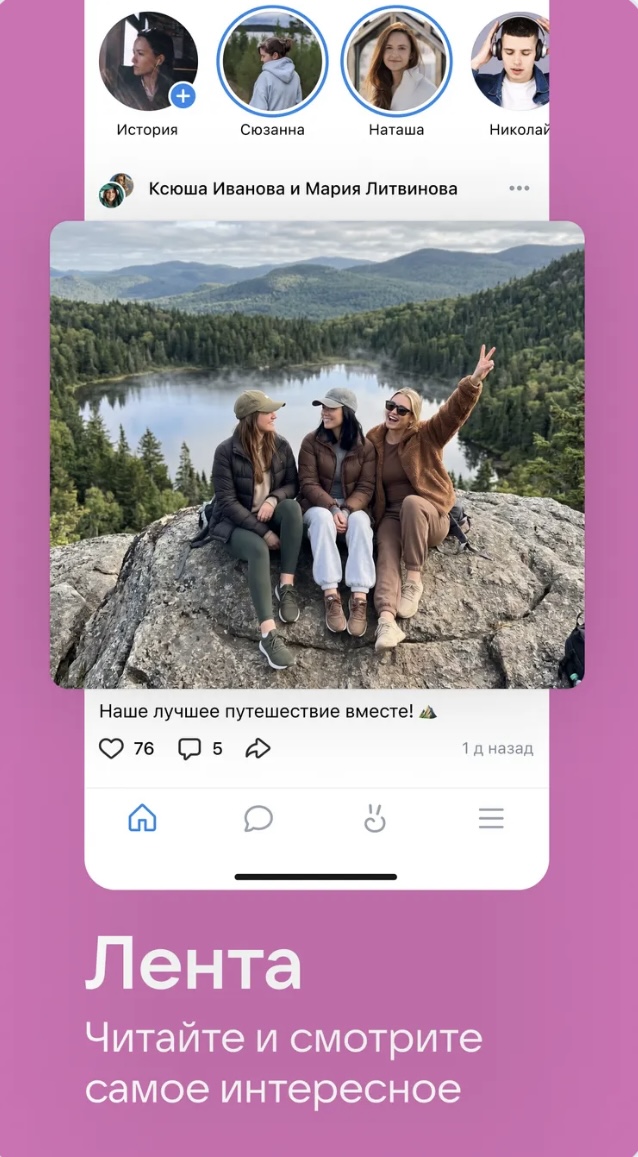 История
Сюзанна
Наташа
Николай
Ксюша Иванова и Мария Литвинова
Наше лучшее путешествие вместе!
76
5
1 д назад
Лента
Читайте и смотрите
самое интересное